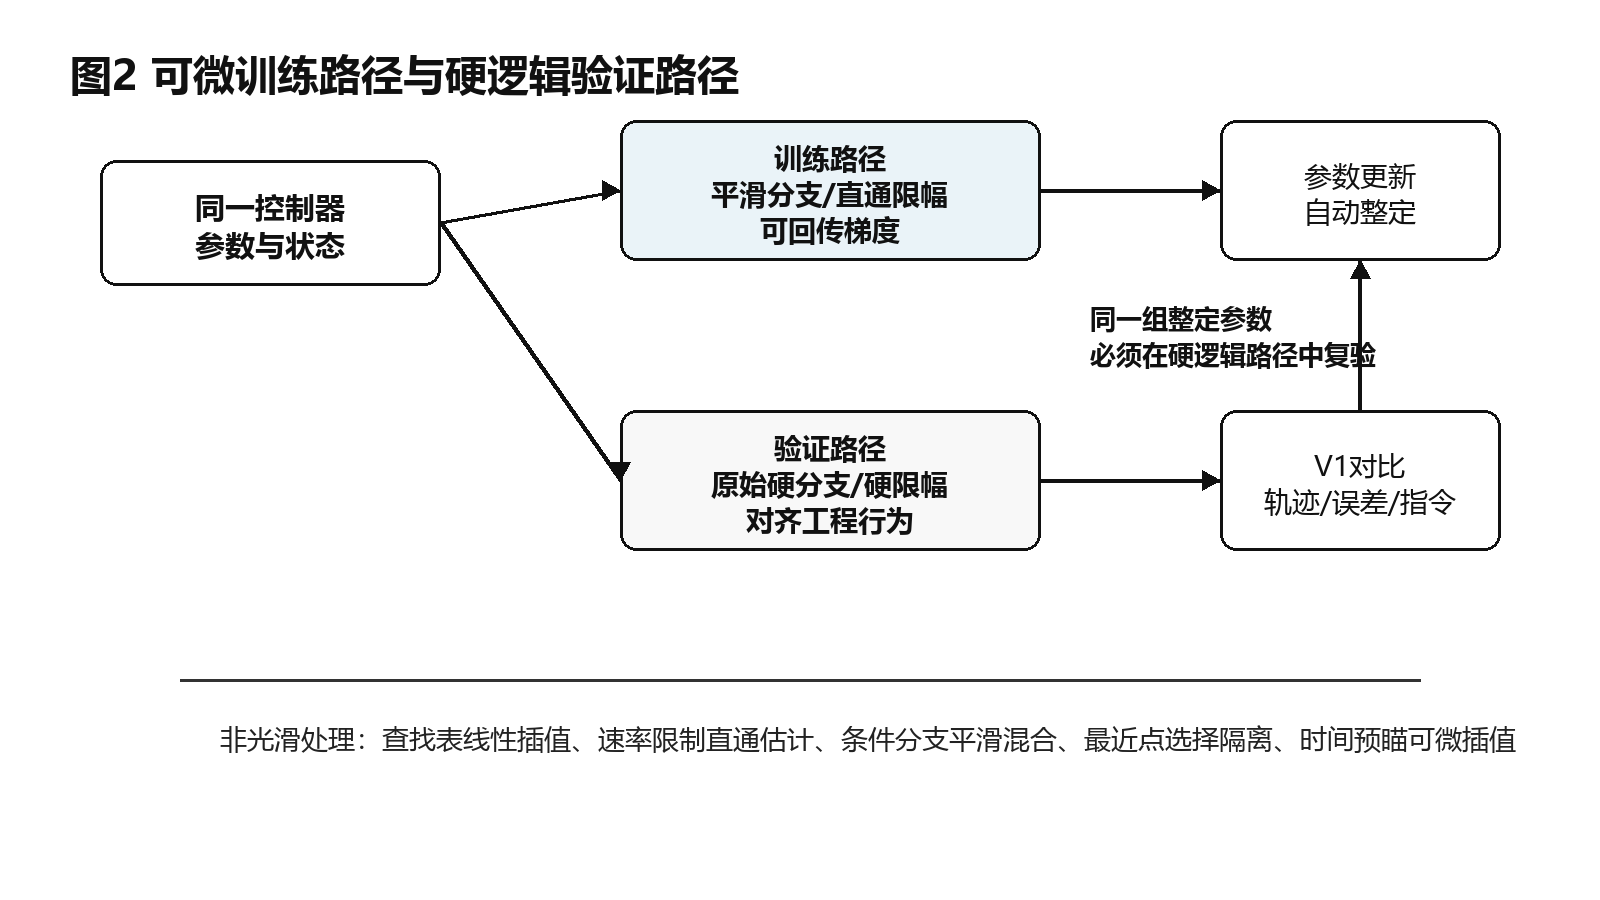 图2 可微训练路径与硬逻辑验证路径
同一控制器
参数与状态
训练路径
平滑分支/直通限幅
可回传梯度
参数更新
自动整定
同一组整定参数
必须在硬逻辑路径中复验
验证路径
原始硬分支/硬限幅
对齐工程行为
V1对比
轨迹/误差/指令
非光滑处理：查找表线性插值、速率限制直通估计、条件分支平滑混合、最近点选择隔离、时间预瞄可微插值